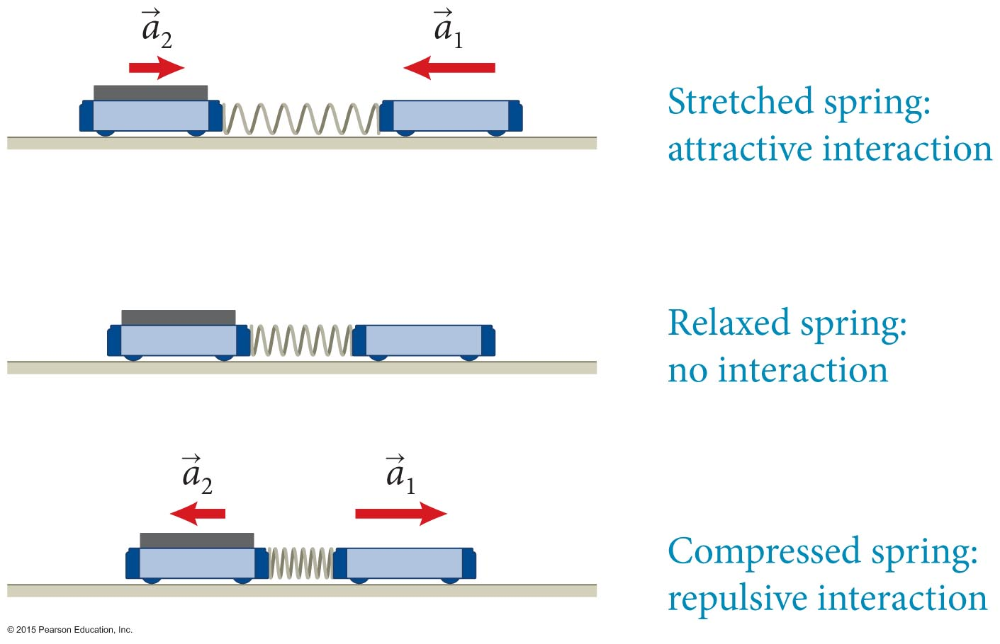 a⃗₂ a⃗₁
Stretched spring:
attractive interaction
Relaxed spring:
no interaction
a⃗₂ a⃗₁
Compressed spring:
repulsive interaction
© 2015 Pearson Education, Inc.